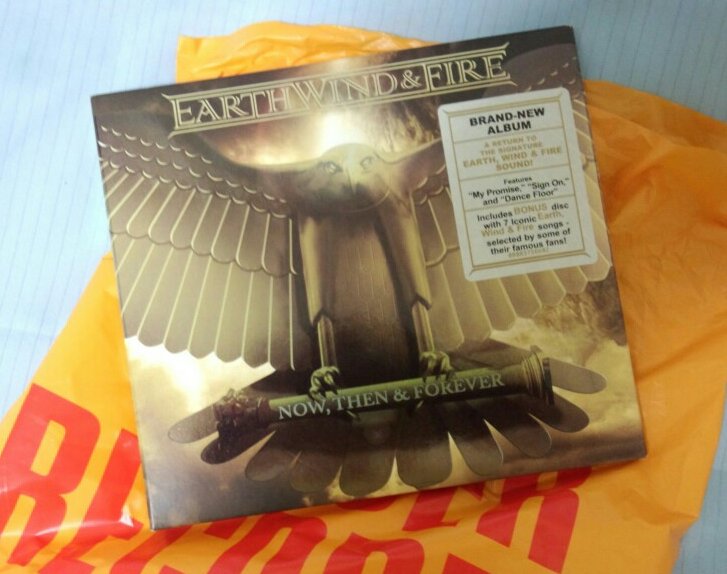 EARTH WIND & FIRE
BRAND-NEW
ALBUM
A RETURN TO
THE SIGNATURE
EARTH, WIND & FIRE
SOUND!
Features
"My Promise," "Sign On,"
and "Dance Floor"
Includes BONUS disc
with 7 Iconic Earth,
Wind & Fire songs -
selected by some of
their famous fans!
NOW, THEN & FOREVER